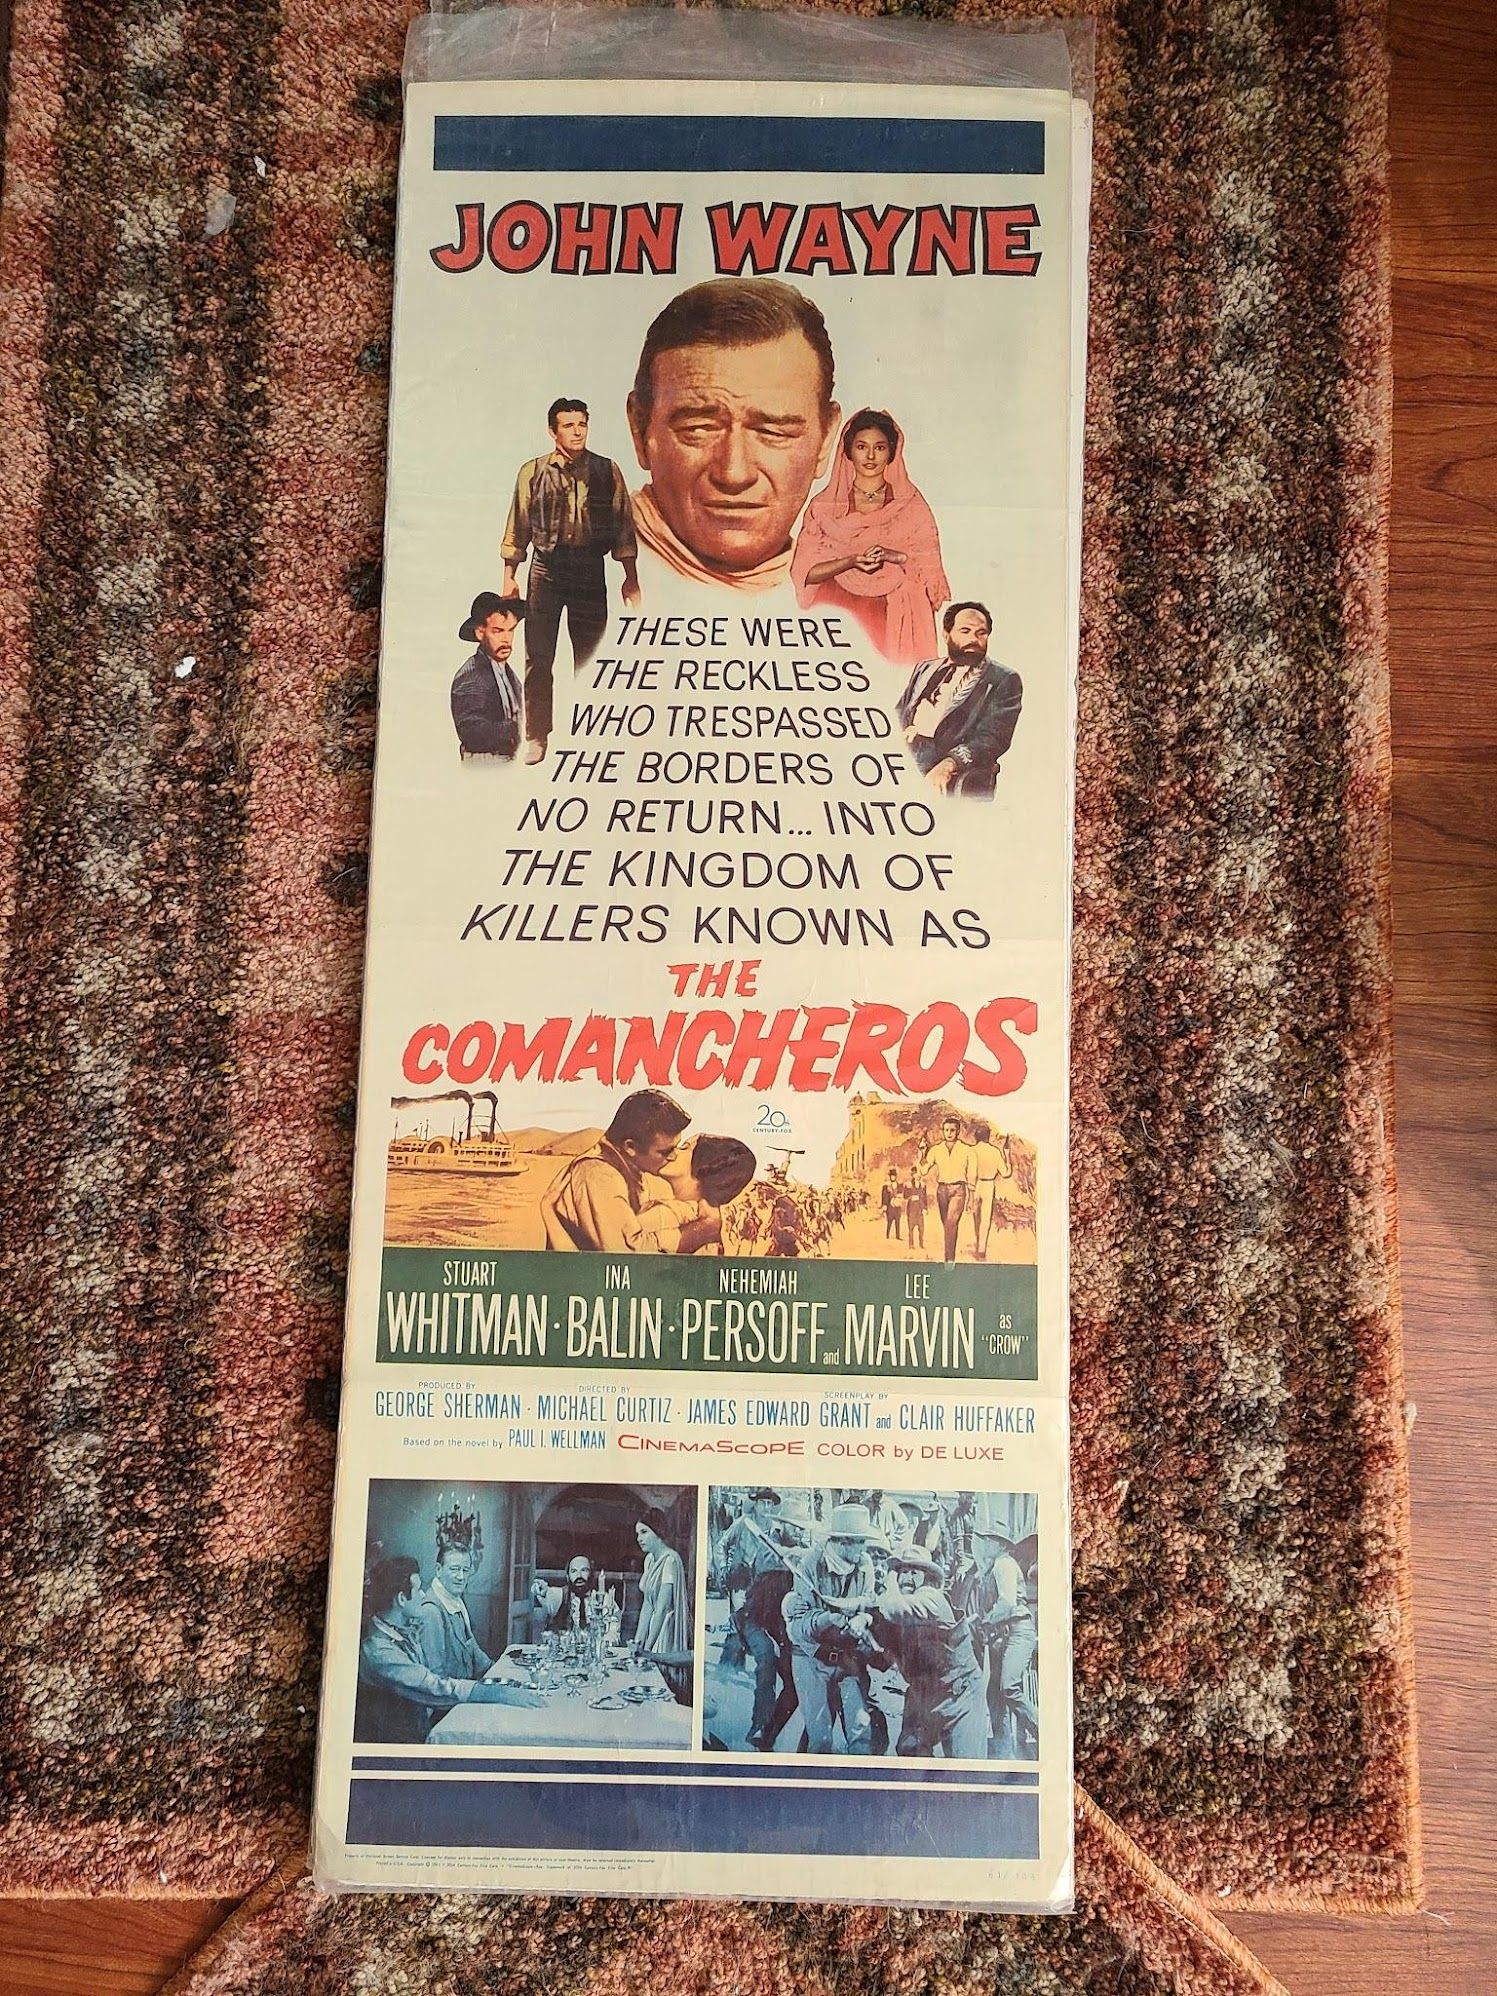 JOHN WAYNE
THESE WERE
THE RECKLESS
WHO TRESPASSED
THE BORDERS OF
NO RETURN... INTO
THE KINGDOM OF
KILLERS KNOWN AS
THE
COMANCHEROS
20th
CENTURY-FOX
STUART INA NEHEMIAH LEE
WHITMAN · BALIN · PERSOFF and MARVIN as "CROW"
PRODUCED BY DIRECTED BY SCREENPLAY BY
GEORGE SHERMAN · MICHAEL CURTIZ · JAMES EDWARD GRANT and CLAIR HUFFAKER
Based on the novel by PAUL I. WELLMAN CINEMASCOPE COLOR by DE LUXE